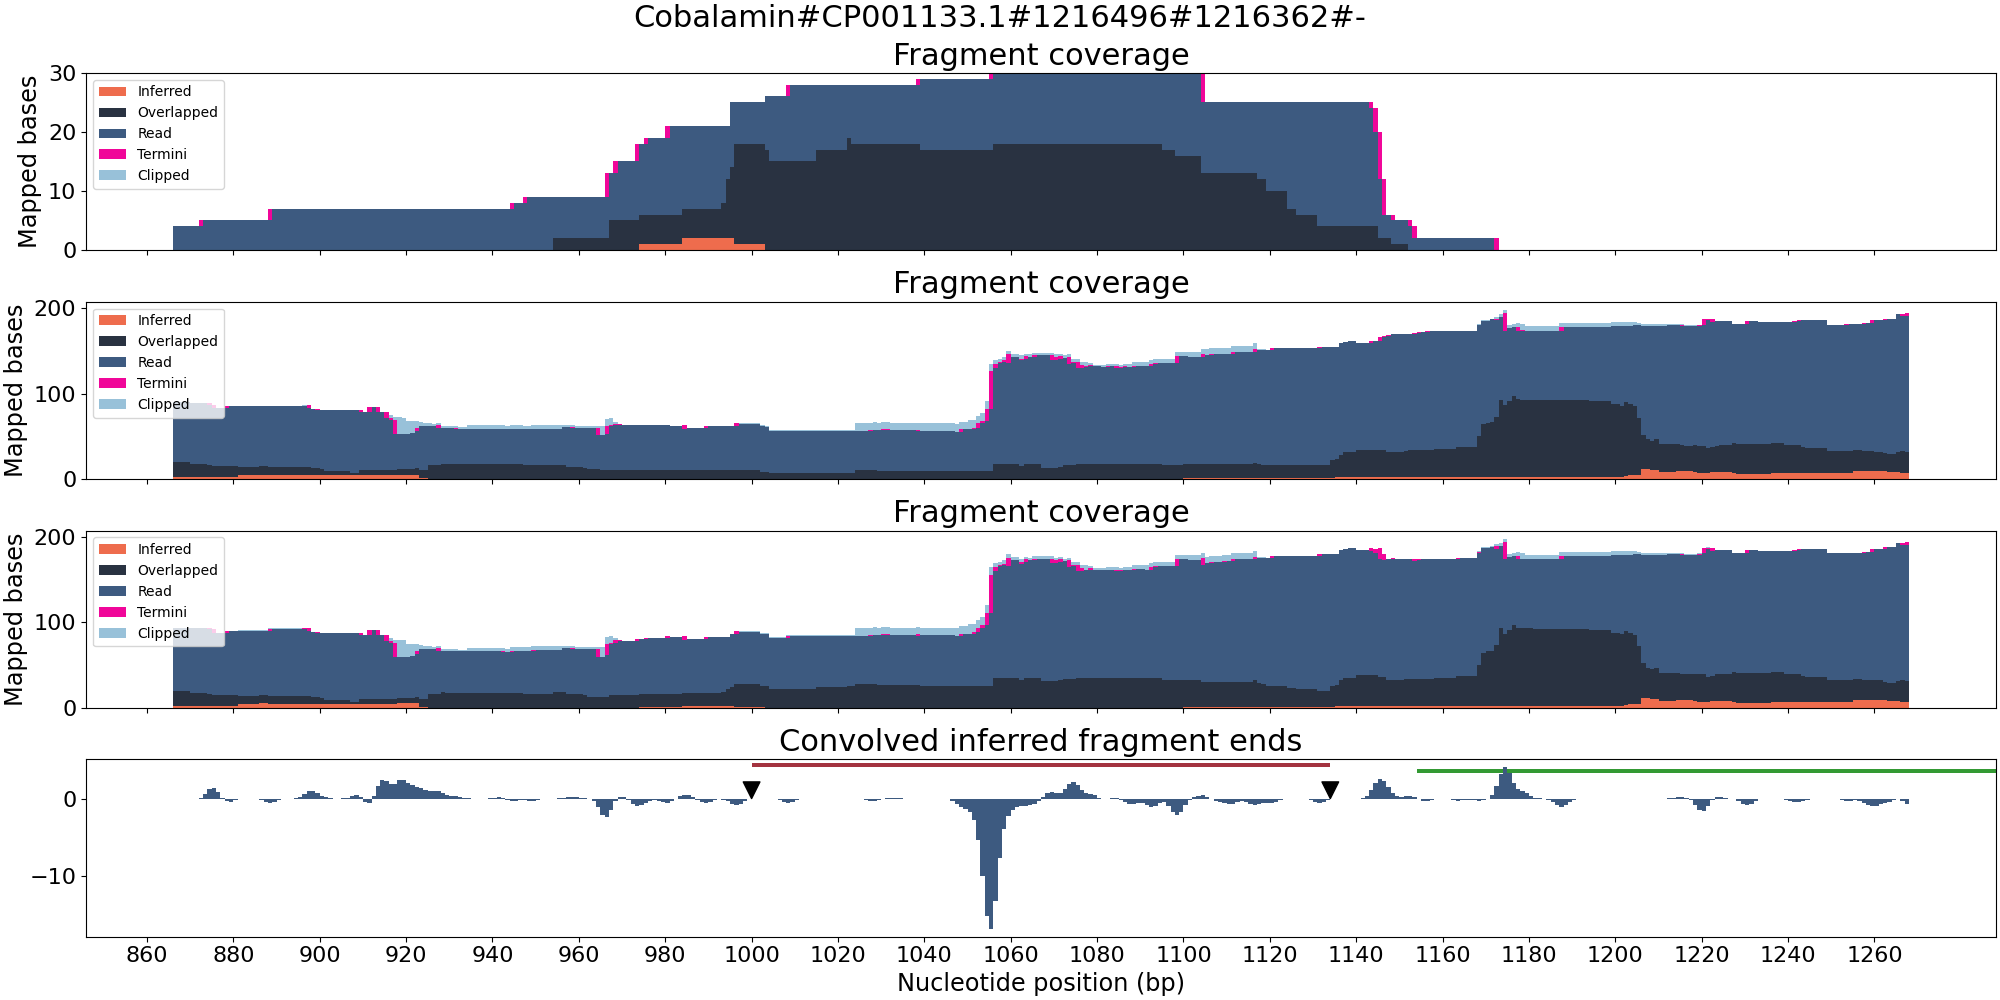 Cobalamin#CP001133.1#1216496#1216362#-
Fragment coverage
Mapped bases
30
20
10
0
Inferred
Overlapped
Read
Termini
Clipped
Fragment coverage
Mapped bases
200
100
0
Inferred
Overlapped
Read
Termini
Clipped
Fragment coverage
Mapped bases
200
100
0
Inferred
Overlapped
Read
Termini
Clipped
Convolved inferred fragment ends
0
−10
860 880 900 920 940 960 980 1000 1020 1040 1060 1080 1100 1120 1140 1160 1180 1200 1220 1240 1260
Nucleotide position (bp)